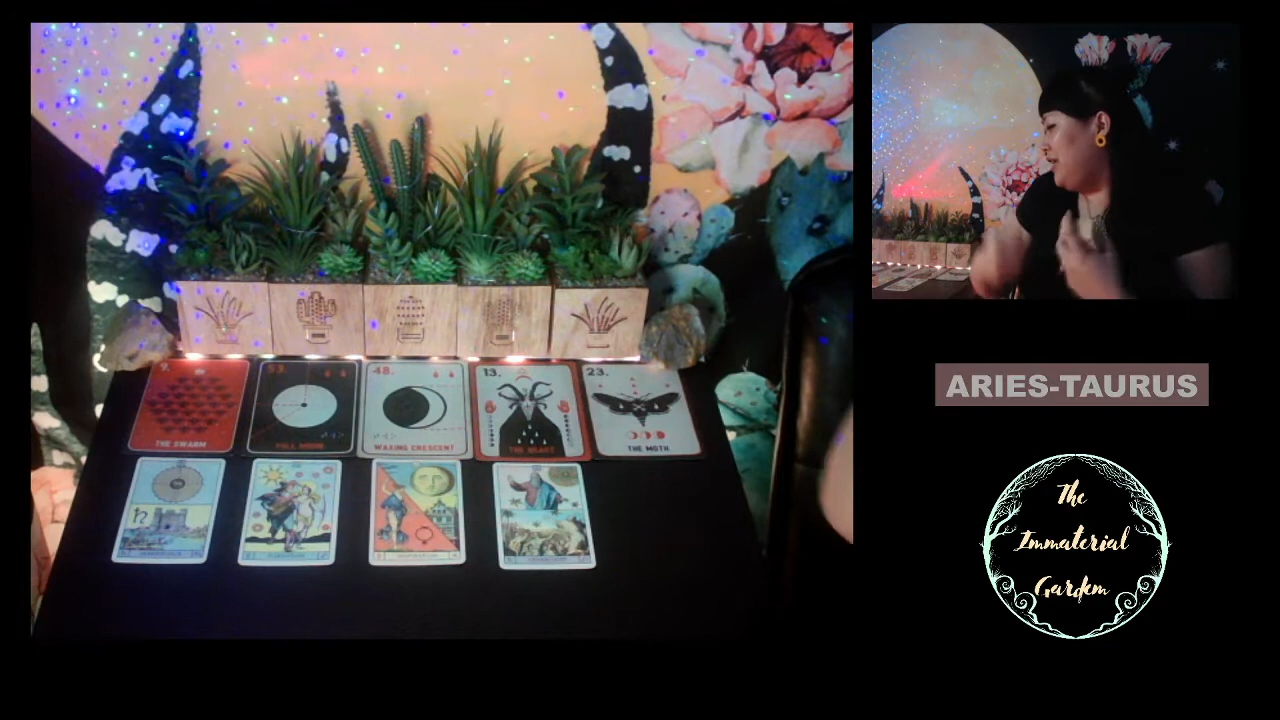 9.
THE SWARM
53.
FULL MOON
48.
WAXING CRESCENT
13.
THE BEAST
23.
THE MOTH
ARIES-TAURUS
The
Immaterial
Garden